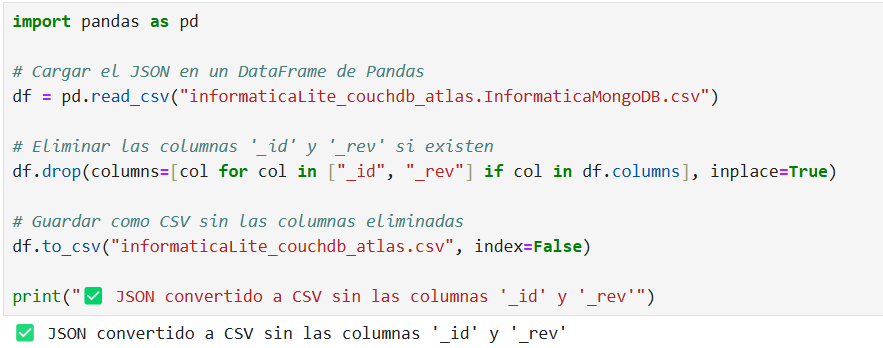 import pandas as pd
# Cargar el JSON en un DataFrame de Pandas
df = pd.read_csv("informaticaLite_couchdb_atlas.InformaticaMongoDB.csv")
# Eliminar las columnas '_id' y '_rev' si existen
df.drop(columns=[col for col in ["_id", "_rev"] if col in df.columns], inplace=True)
# Guardar como CSV sin las columnas eliminadas
df.to_csv("informaticaLite_couchdb_atlas.csv", index=False)
print("✅ JSON convertido a CSV sin las columnas '_id' y '_rev'")
✅ JSON convertido a CSV sin las columnas '_id' y '_rev'